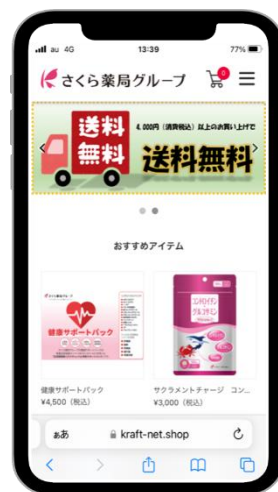 au 4G 13:39 77%
さくら薬局グループ 0
送料
無料
4,000円(消費税込)以上のお買い上げで
送料無料
おすすめアイテム
健康サポートパック
コンドロイチン
グルコサミン
健康サポートパック
¥4,500(税込)
サクラメントチャージ コン...
¥3,000(税込)
ぁあ kraft-net.shop